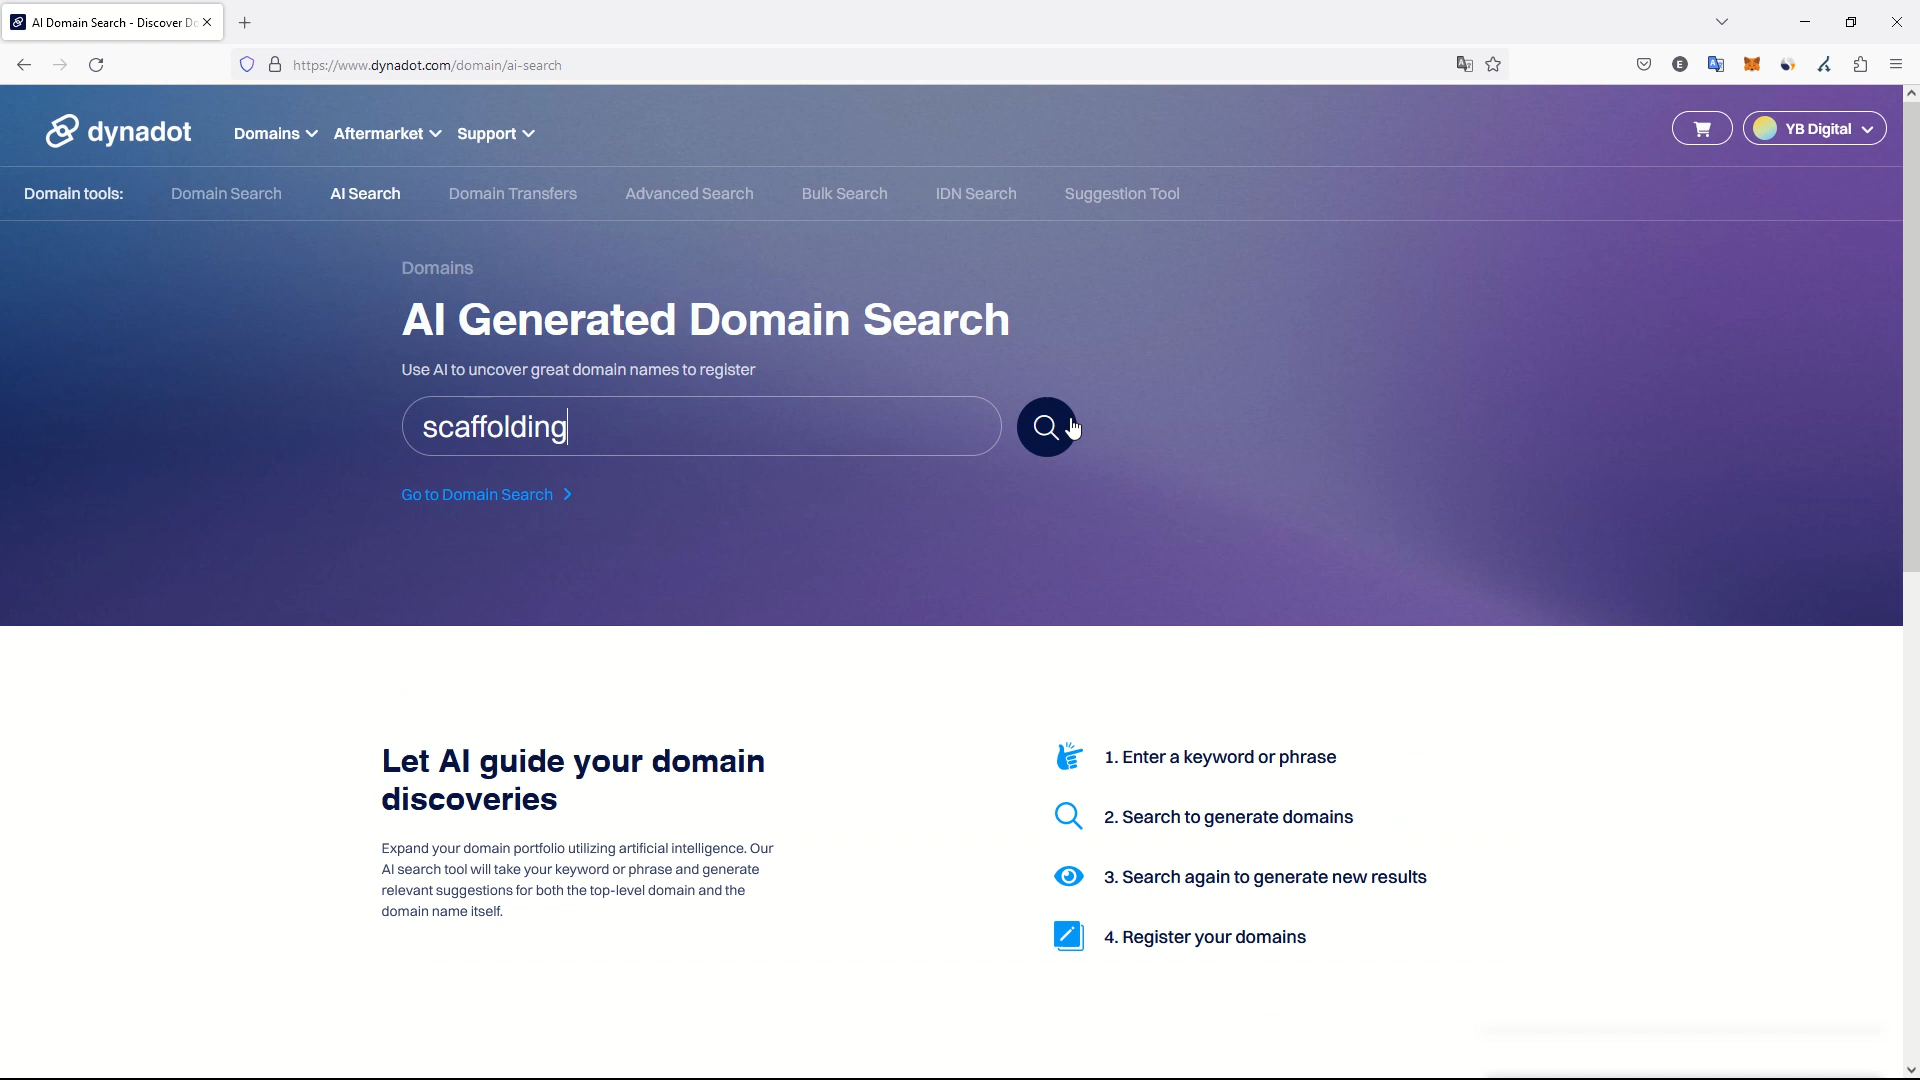 AI Domain Search - Discover Do
https://www.dynadot.com/domain/ai-search
E
dynadot
Domains
Aftermarket
Support
YB Digital
Domain tools:
Domain Search
AI Search
Domain Transfers
Advanced Search
Bulk Search
IDN Search
Suggestion Tool
Domains
AI Generated Domain Search
Use AI to uncover great domain names to register
scaffolding
Go to Domain Search
Let AI guide your domain
discoveries
Expand your domain portfolio utilizing artificial intelligence. Our
AI search tool will take your keyword or phrase and generate
relevant suggestions for both the top-level domain and the
domain name itself.
1. Enter a keyword or phrase
2. Search to generate domains
3. Search again to generate new results
4. Register your domains